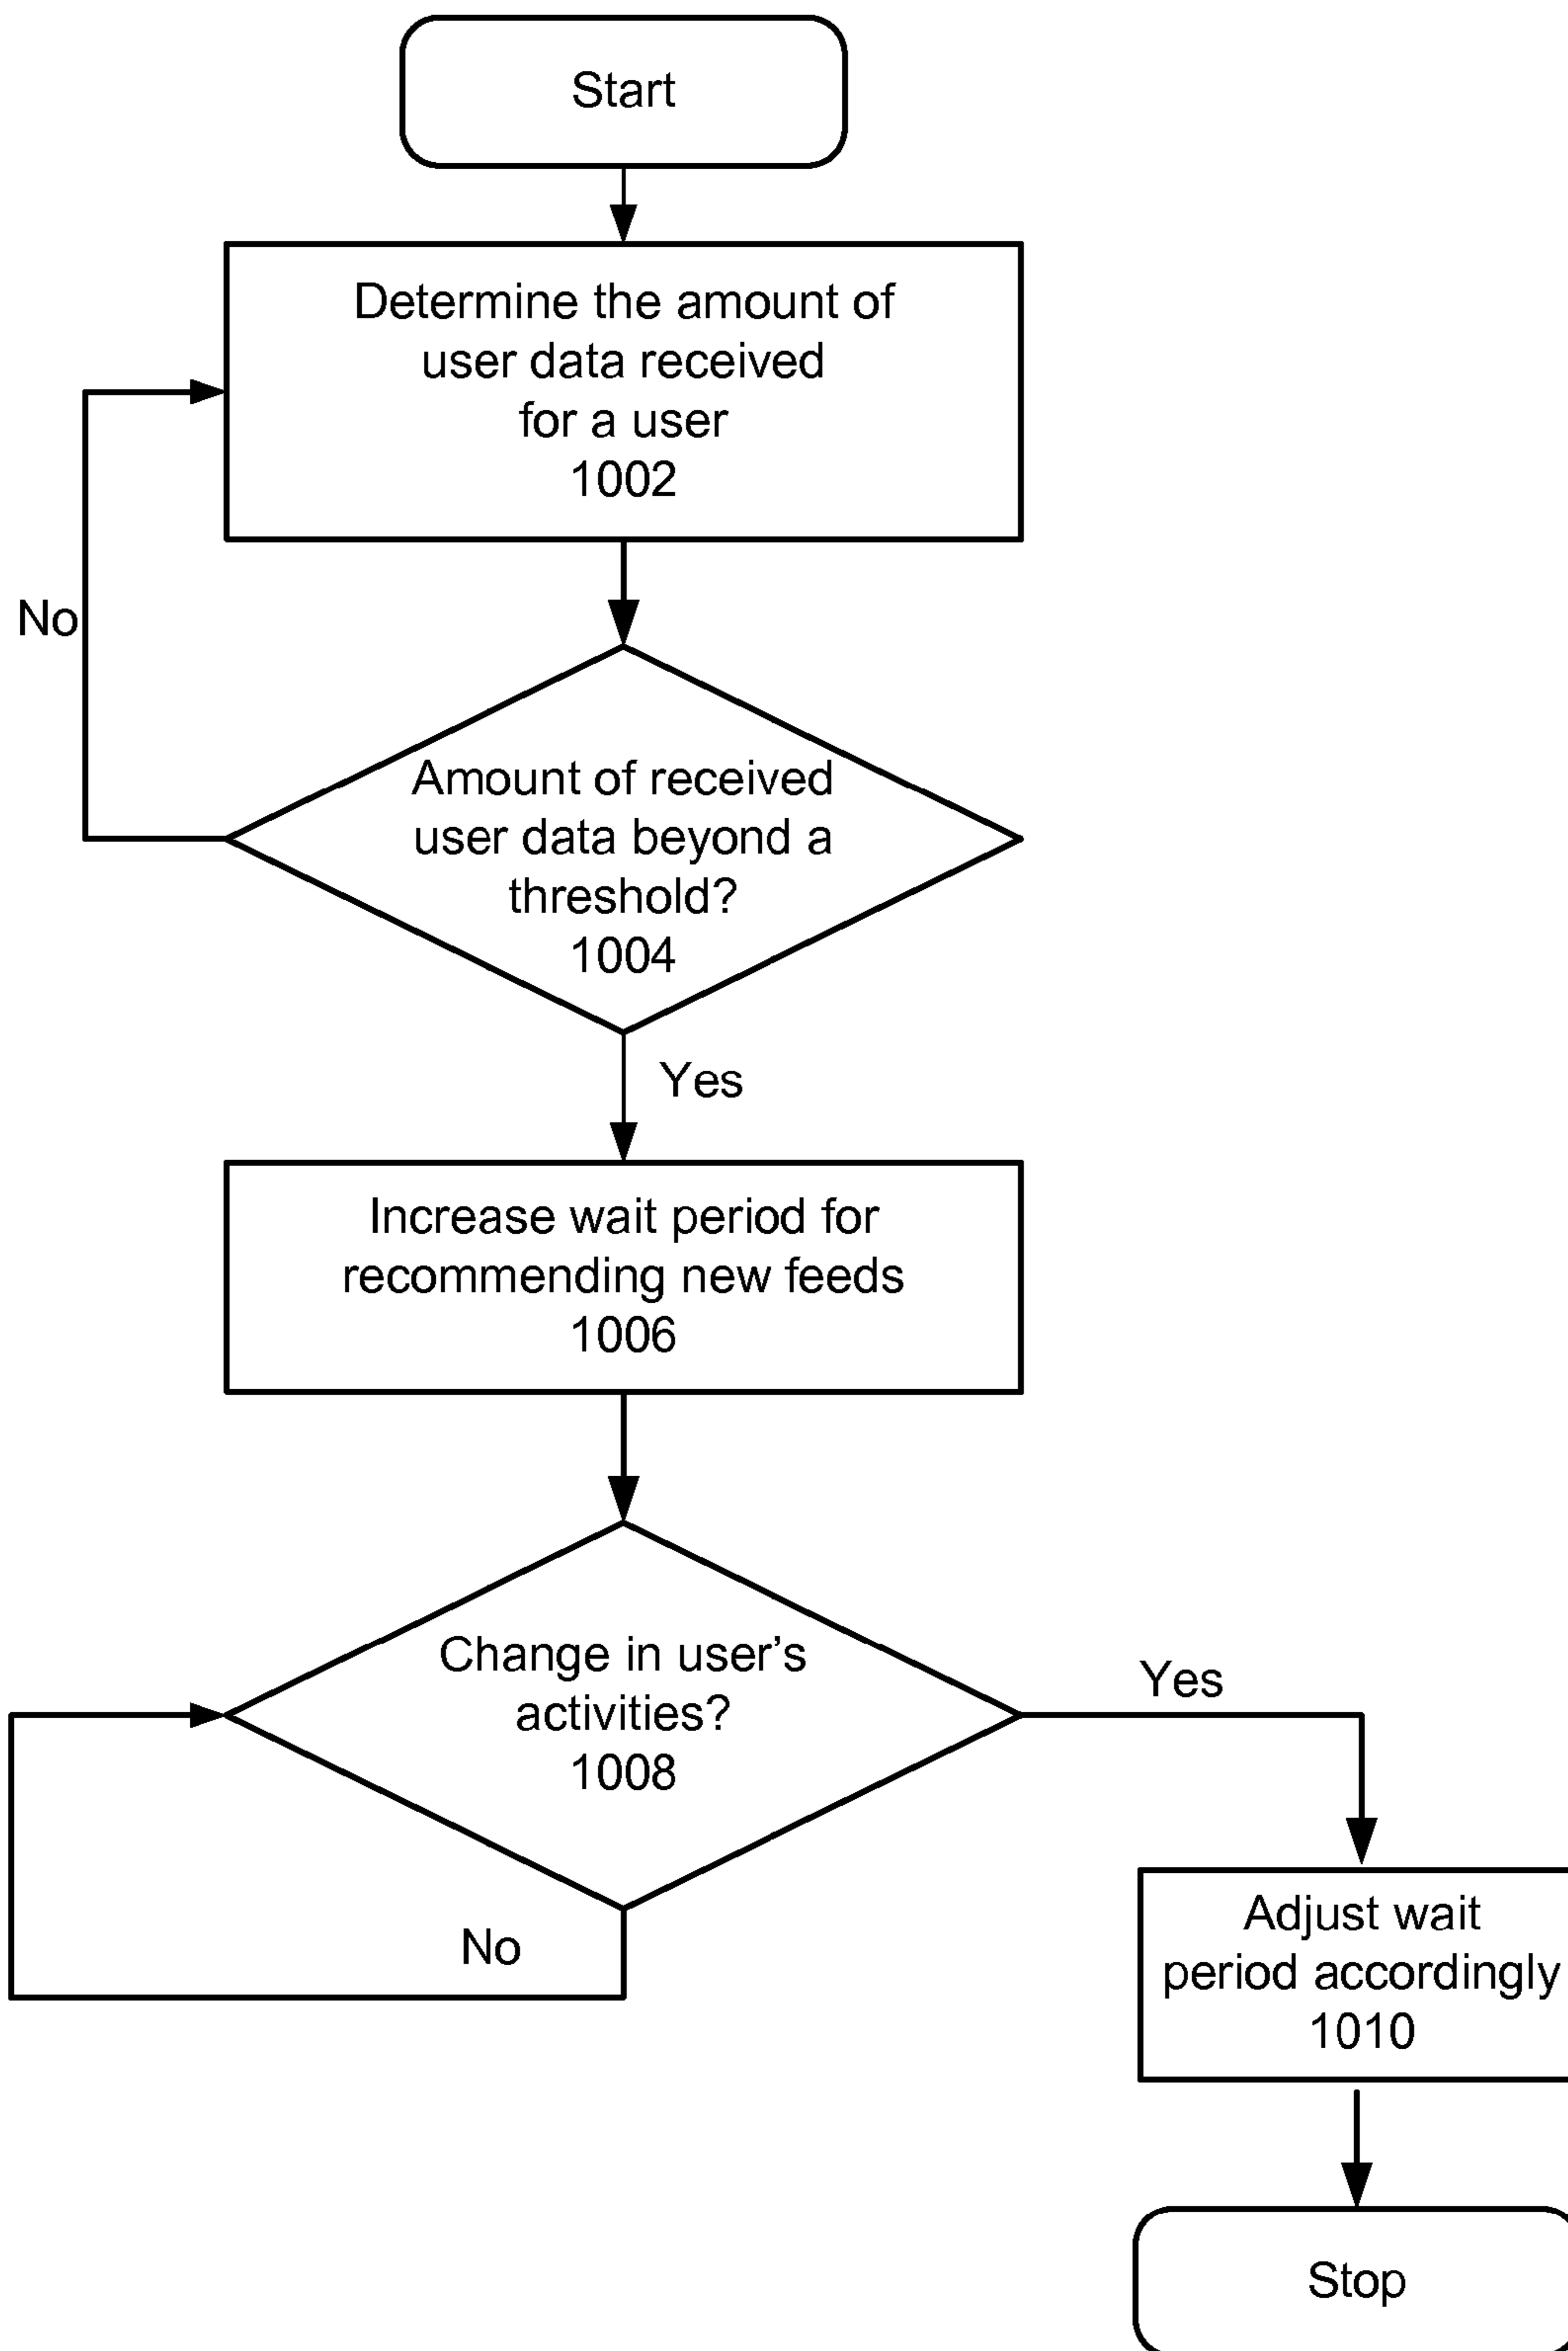 Start
Determine the amount of
user data received
for a user
1002
No
Amount of received
user data beyond a
threshold?
1004
Yes
Increase wait period for
recommending new feeds
1006
Change in user’s
activities?
1008
Yes
No
Adjust wait
period accordingly
1010
Stop